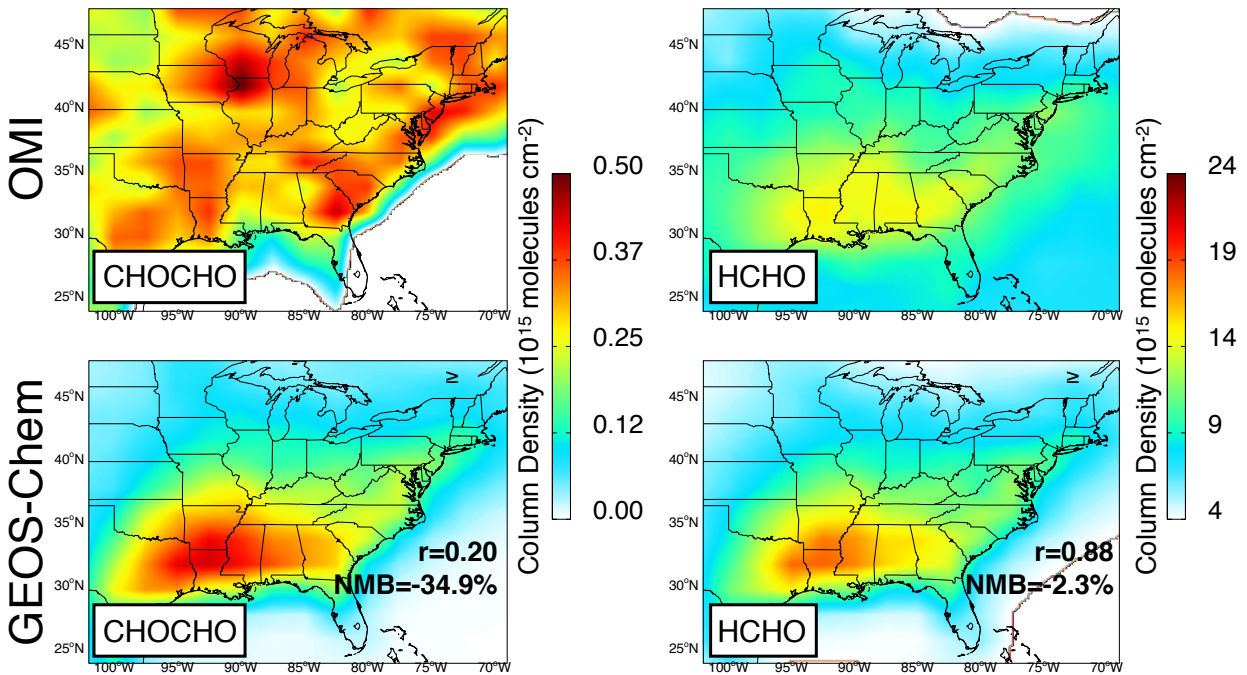 OMI
45°N
40°N
35°N
30°N
25°N
CHOCHO
100°W 95°W 90°W 85°W 80°W 75°W 70°W
0.50
0.37
0.25
0.12
0.00
Column Density (10¹⁵ molecules cm⁻²)
45°N
40°N
35°N
30°N
25°N
HCHO
100°W 95°W 90°W 85°W 80°W 75°W 70°W
24
19
14
9
4
Column Density (10¹⁵ molecules cm⁻²)
GEOS-Chem
45°N
40°N
35°N
30°N
25°N
≥
r=0.20
NMB=-34.9%
CHOCHO
100°W 95°W 90°W 85°W 80°W 75°W 70°W
45°N
40°N
35°N
30°N
25°N
≥
r=0.88
NMB=-2.3%
HCHO
100°W 95°W 90°W 85°W 80°W 75°W 70°W